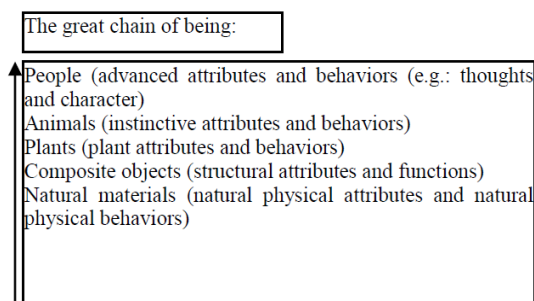 The great chain of being:
People (advanced attributes and behaviors (e.g.: thoughts
and character)
Animals (instinctive attributes and behaviors)
Plants (plant attributes and behaviors)
Composite objects (structural attributes and functions)
Natural materials (natural physical attributes and natural
physical behaviors)